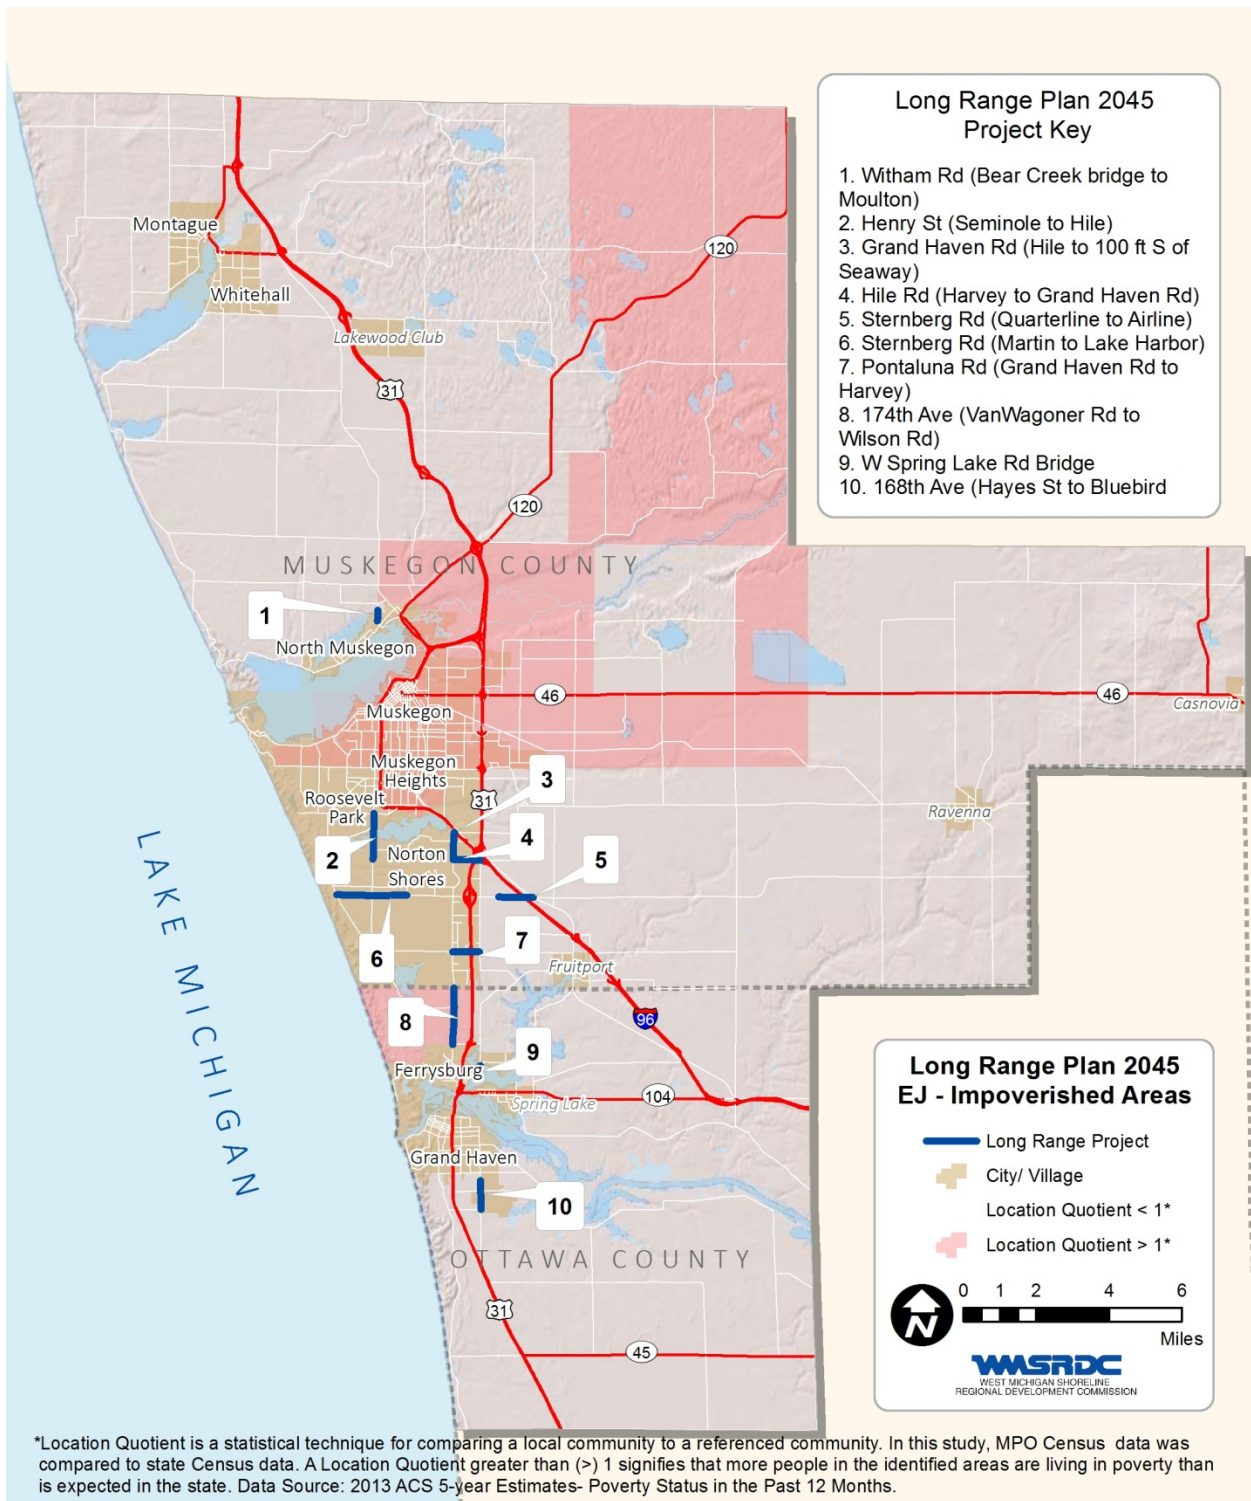 Long Range Plan 2045
Project Key
1. Witham Rd (Bear Creek bridge to
Moulton)
2. Henry St (Seminole to Hile)
3. Grand Haven Rd (Hile to 100 ft S of
Seaway)
4. Hile Rd (Harvey to Grand Haven Rd)
5. Sternberg Rd (Quarterline to Airline)
6. Sternberg Rd (Martin to Lake Harbor)
7. Pontaluna Rd (Grand Haven Rd to
Harvey)
8. 174th Ave (VanWagoner Rd to
Wilson Rd)
9. W Spring Lake Rd Bridge
10. 168th Ave (Hayes St to Bluebird
Montague
120
Whitehall
Lakewood Club
31
120
MUSKEGON COUNTY
1
North Muskegon
46
46
Casnovia
Muskegon
Muskegon
Heights
3
31
Roosevelt
Park
Ravenna
4
2
Norton
Shores
5
LAKE MICHIGAN
6
7
Fruitport
8
96
9
Ferrysburg
104
Spring Lake
Grand Haven
10
OTTAWA COUNTY
31
45
Long Range Plan 2045
EJ - Impoverished Areas
Long Range Project
City/ Village
Location Quotient < 1*
Location Quotient > 1*
N
0 1 2 4 6
Miles
WMSRDC
WEST MICHIGAN SHORELINE
REGIONAL DEVELOPMENT COMMISSION
*Location Quotient is a statistical technique for comparing a local community to a referenced community. In this study, MPO Census data was
compared to state Census data. A Location Quotient greater than (>) 1 signifies that more people in the identified areas are living in poverty than
is expected in the state. Data Source: 2013 ACS 5-year Estimates- Poverty Status in the Past 12 Months.